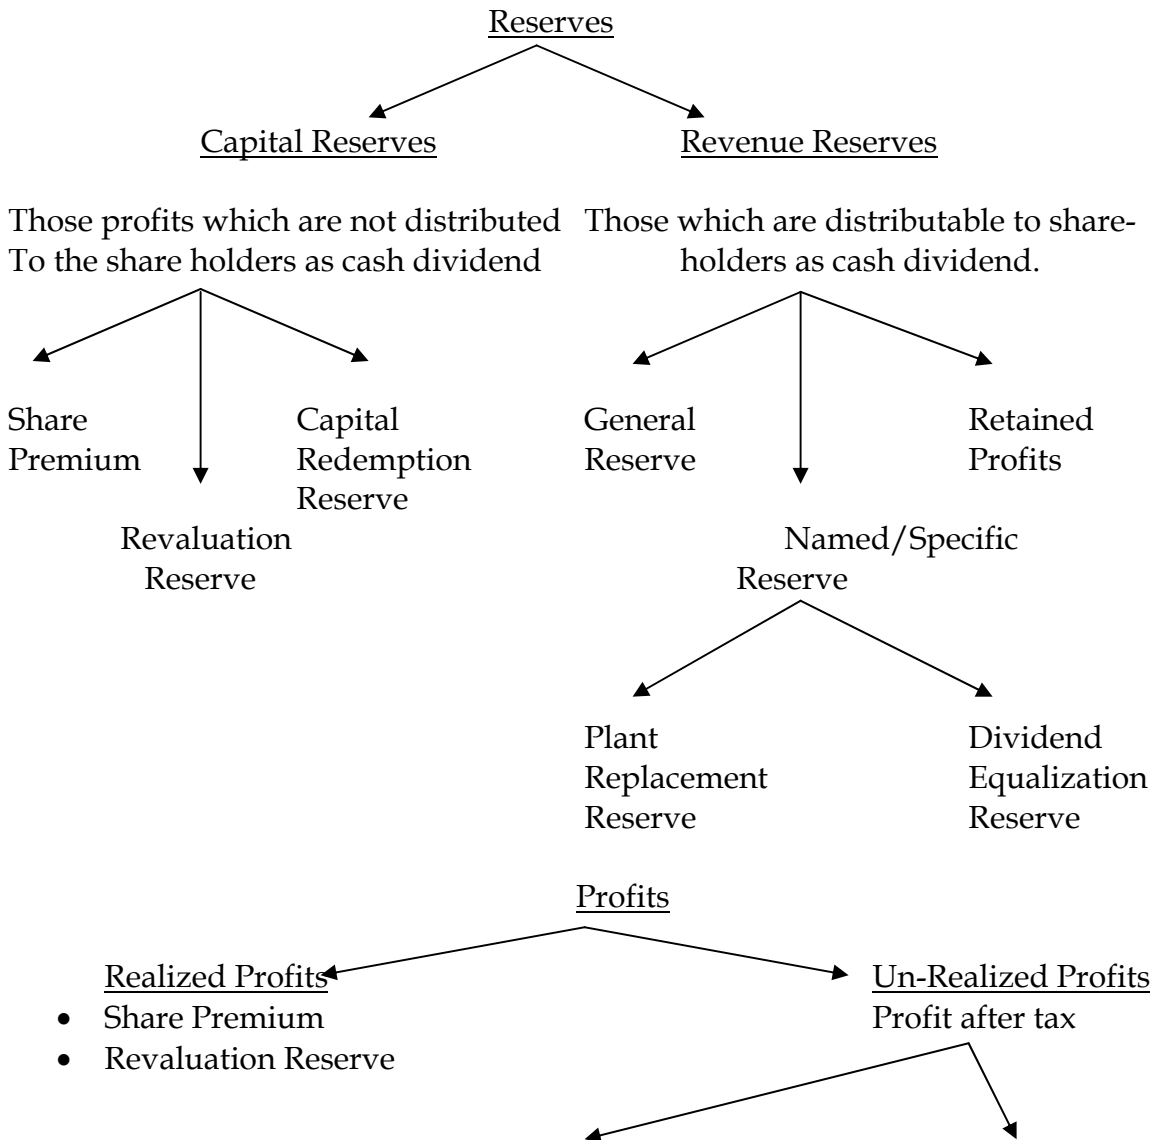 Reserves
Capital Reserves
Revenue Reserves
Those profits which are not distributed
To the share holders as cash dividend
Those which are distributable to share-
holders as cash dividend.
Share
Premium
Capital
Redemption
Reserve
Revaluation
Reserve
General
Reserve
Retained
Profits
Named/Specific
Reserve
Plant
Replacement
Reserve
Dividend
Equalization
Reserve
Profits
Realized Profits
• Share Premium
• Revaluation Reserve
Un-Realized Profits
Profit after tax